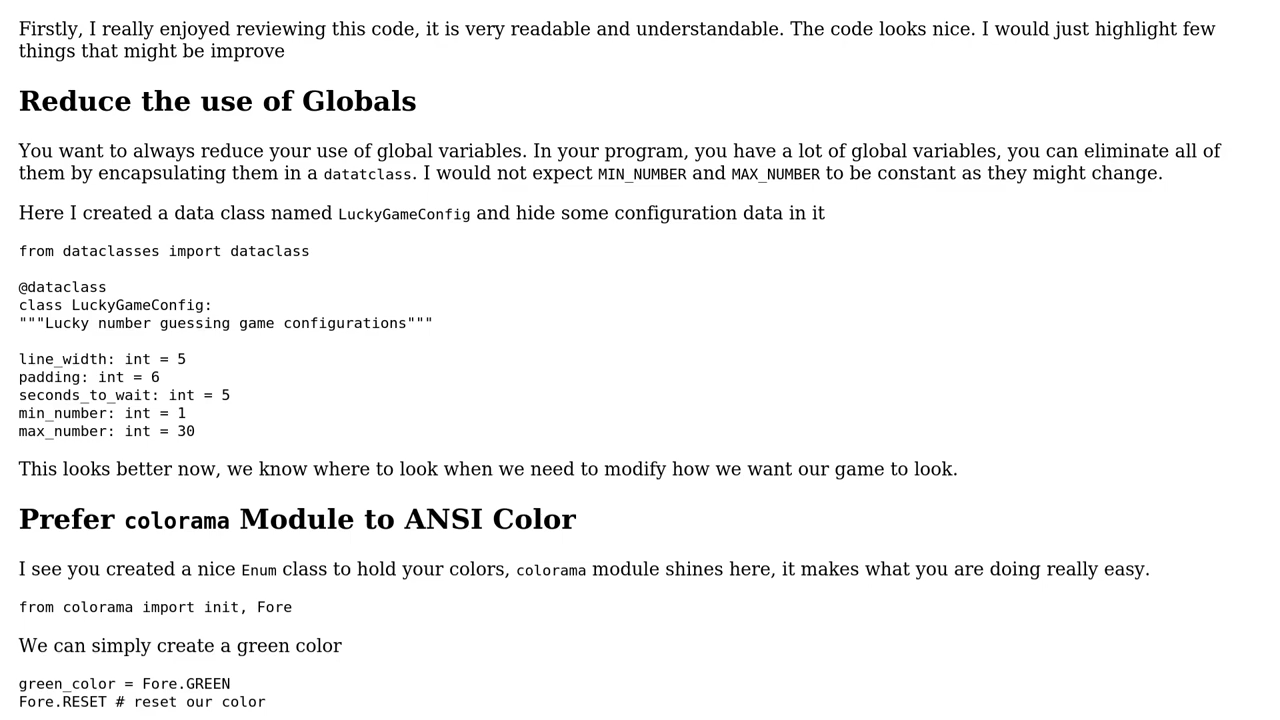 Firstly, I really enjoyed reviewing this code, it is very readable and understandable. The code looks nice. I would just highlight few
things that might be improve
Reduce the use of Globals
You want to always reduce your use of global variables. In your program, you have a lot of global variables, you can eliminate all of
them by encapsulating them in a datatclass. I would not expect MIN_NUMBER and MAX_NUMBER to be constant as they might change.
Here I created a data class named LuckyGameConfig and hide some configuration data in it
from dataclasses import dataclass
@dataclass
class LuckyGameConfig:
"""Lucky number guessing game configurations"""
line_width: int = 5
padding: int = 6
seconds_to_wait: int = 5
min_number: int = 1
max_number: int = 30
This looks better now, we know where to look when we need to modify how we want our game to look.
Prefer colorama Module to ANSI Color
I see you created a nice Enum class to hold your colors, colorama module shines here, it makes what you are doing really easy.
from colorama import init, Fore
We can simply create a green color
green_color = Fore.GREEN
Fore.RESET # reset our color